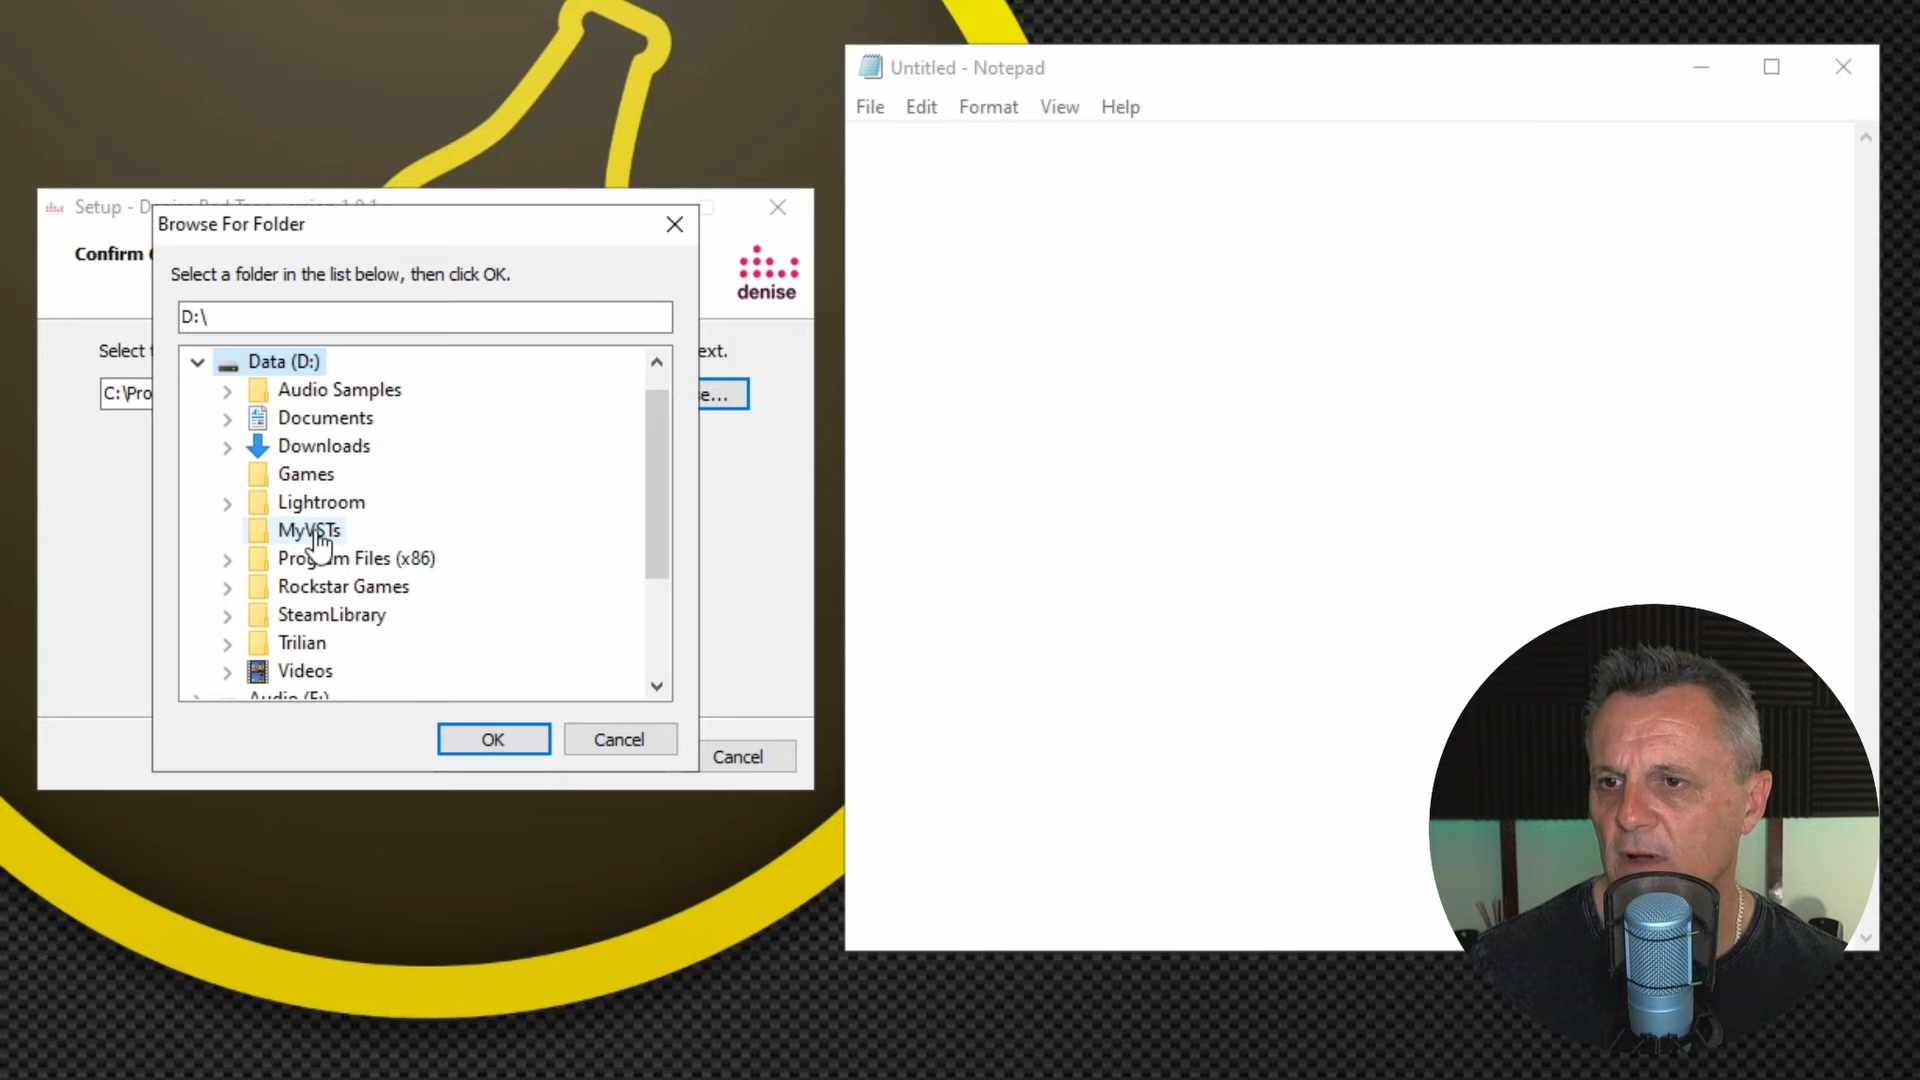 Untitled - Notepad
File Edit Format View Help
Setup - D
Browse For Folder
Confirm
Select a folder in the list below, then click OK.
denise
D:\
Select
ext.
Data (D:)
Audio Samples
C:\Pro
se...
Documents
Downloads
Games
Lightroom
MyVSTs
Program Files (x86)
Rockstar Games
SteamLibrary
Trilian
Videos
OK
Cancel
Cancel